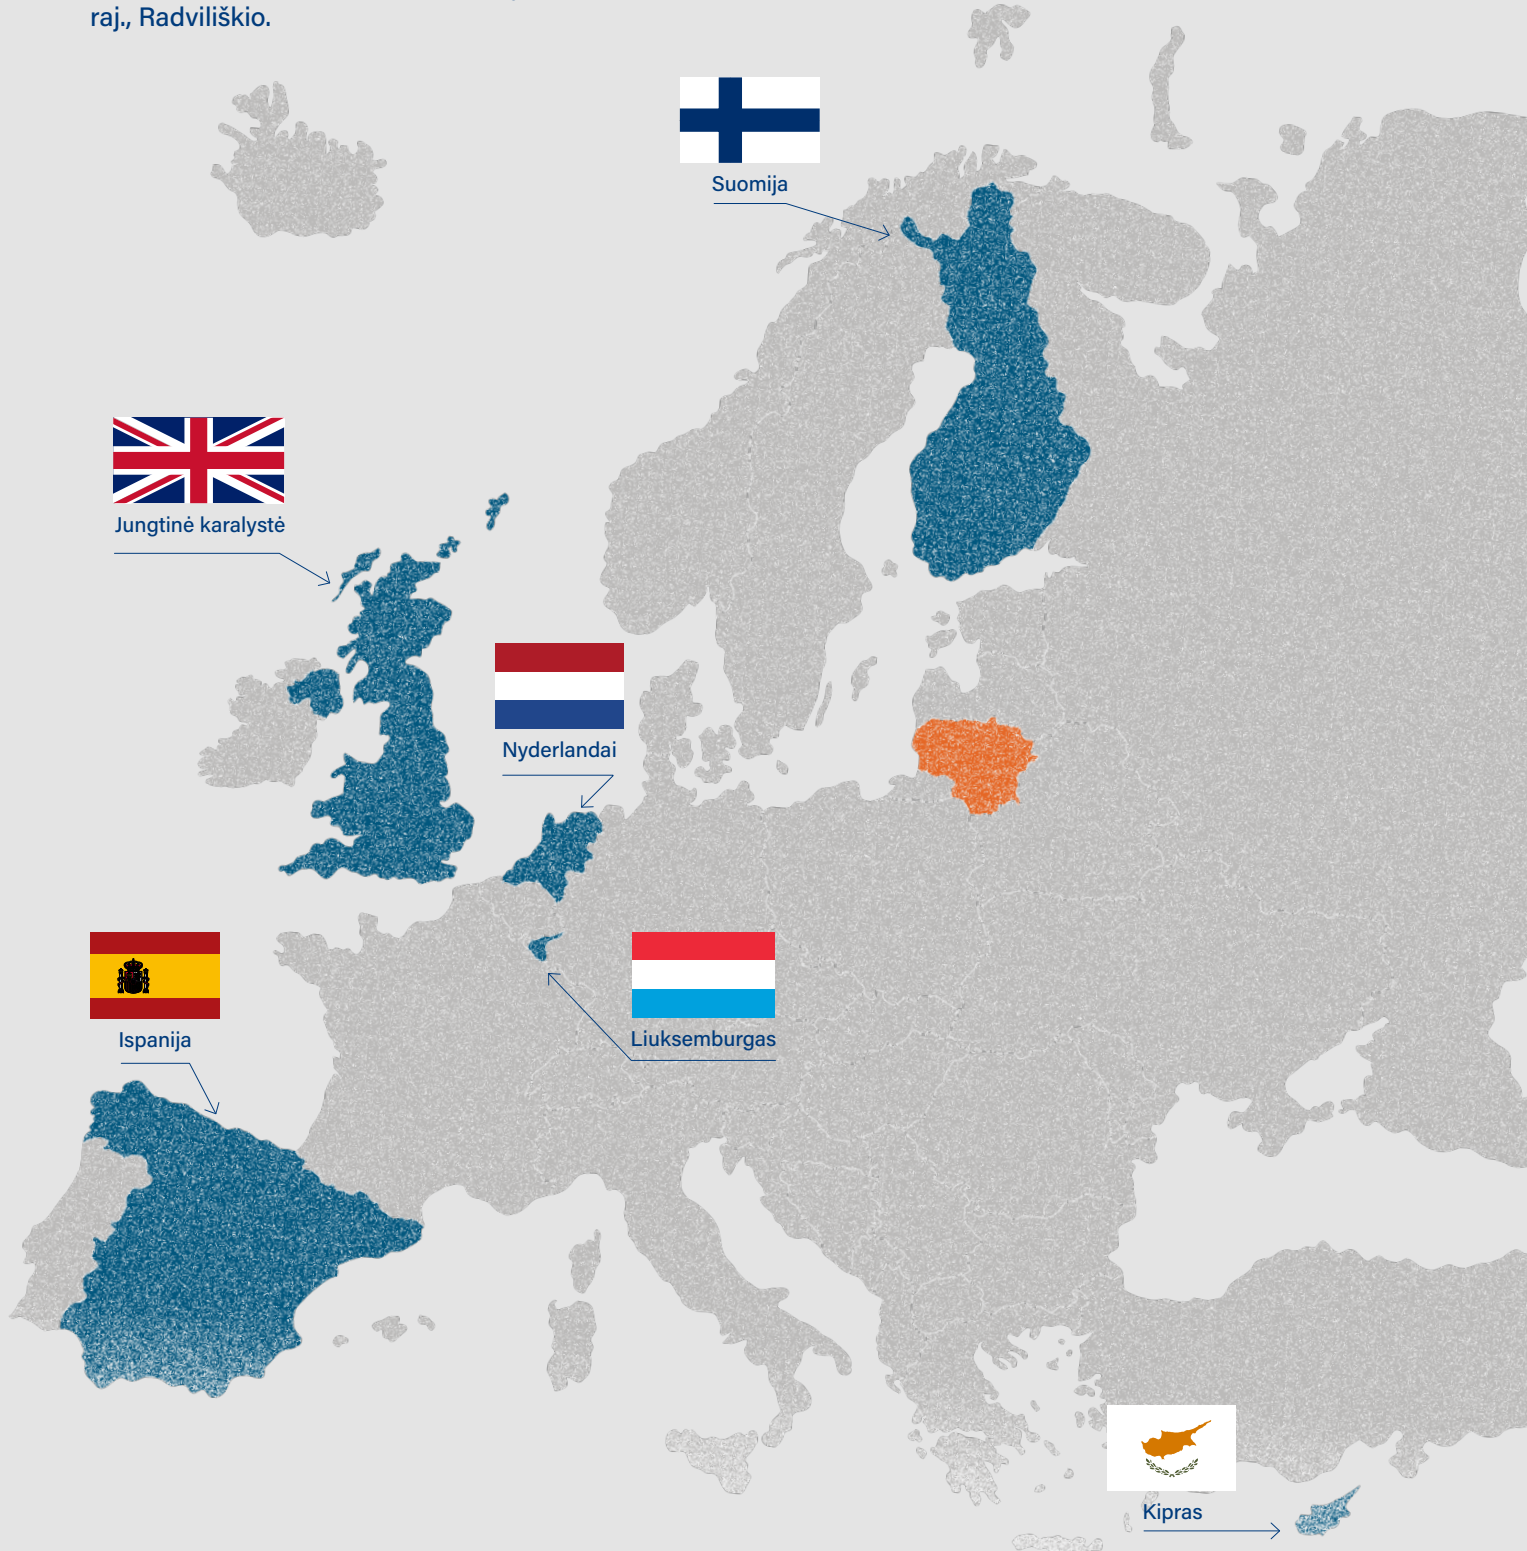 raj., Radviliškio.
Suomija
Jungtinė karalystė
Nyderlandai
Ispanija
Liuksemburgas
Kipras